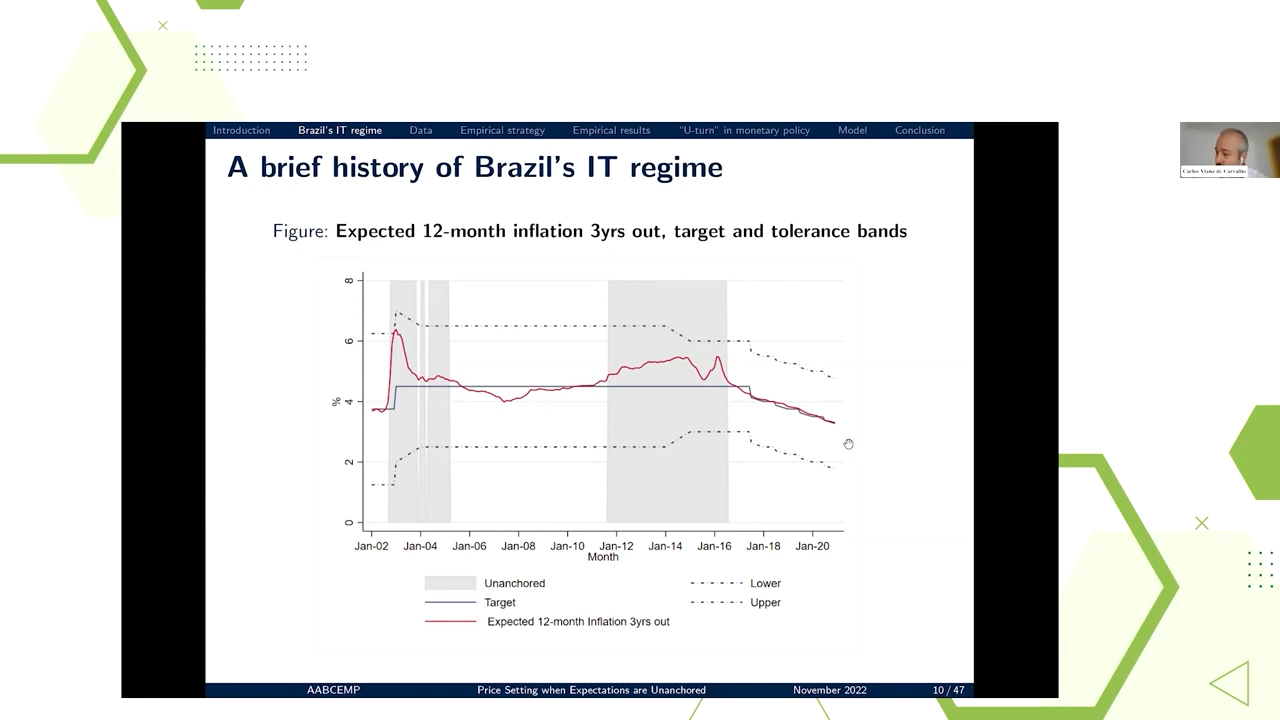 Introduction Brazil's IT regime Data Empirical strategy Empirical results "U-turn" in monetary policy Model Conclusion
A brief history of Brazil's IT regime
Carlos Viana de Carvalho
Figure: Expected 12-month inflation 3yrs out, target and tolerance bands
8
6
%
4
2
0
Jan-02 Jan-04 Jan-06 Jan-08 Jan-10 Jan-12 Jan-14 Jan-16 Jan-18 Jan-20
Month
Unanchored Lower
Target Upper
Expected 12-month Inflation 3yrs out
AABCEMP Price Setting when Expectations are Unanchored November 2022 10 / 47